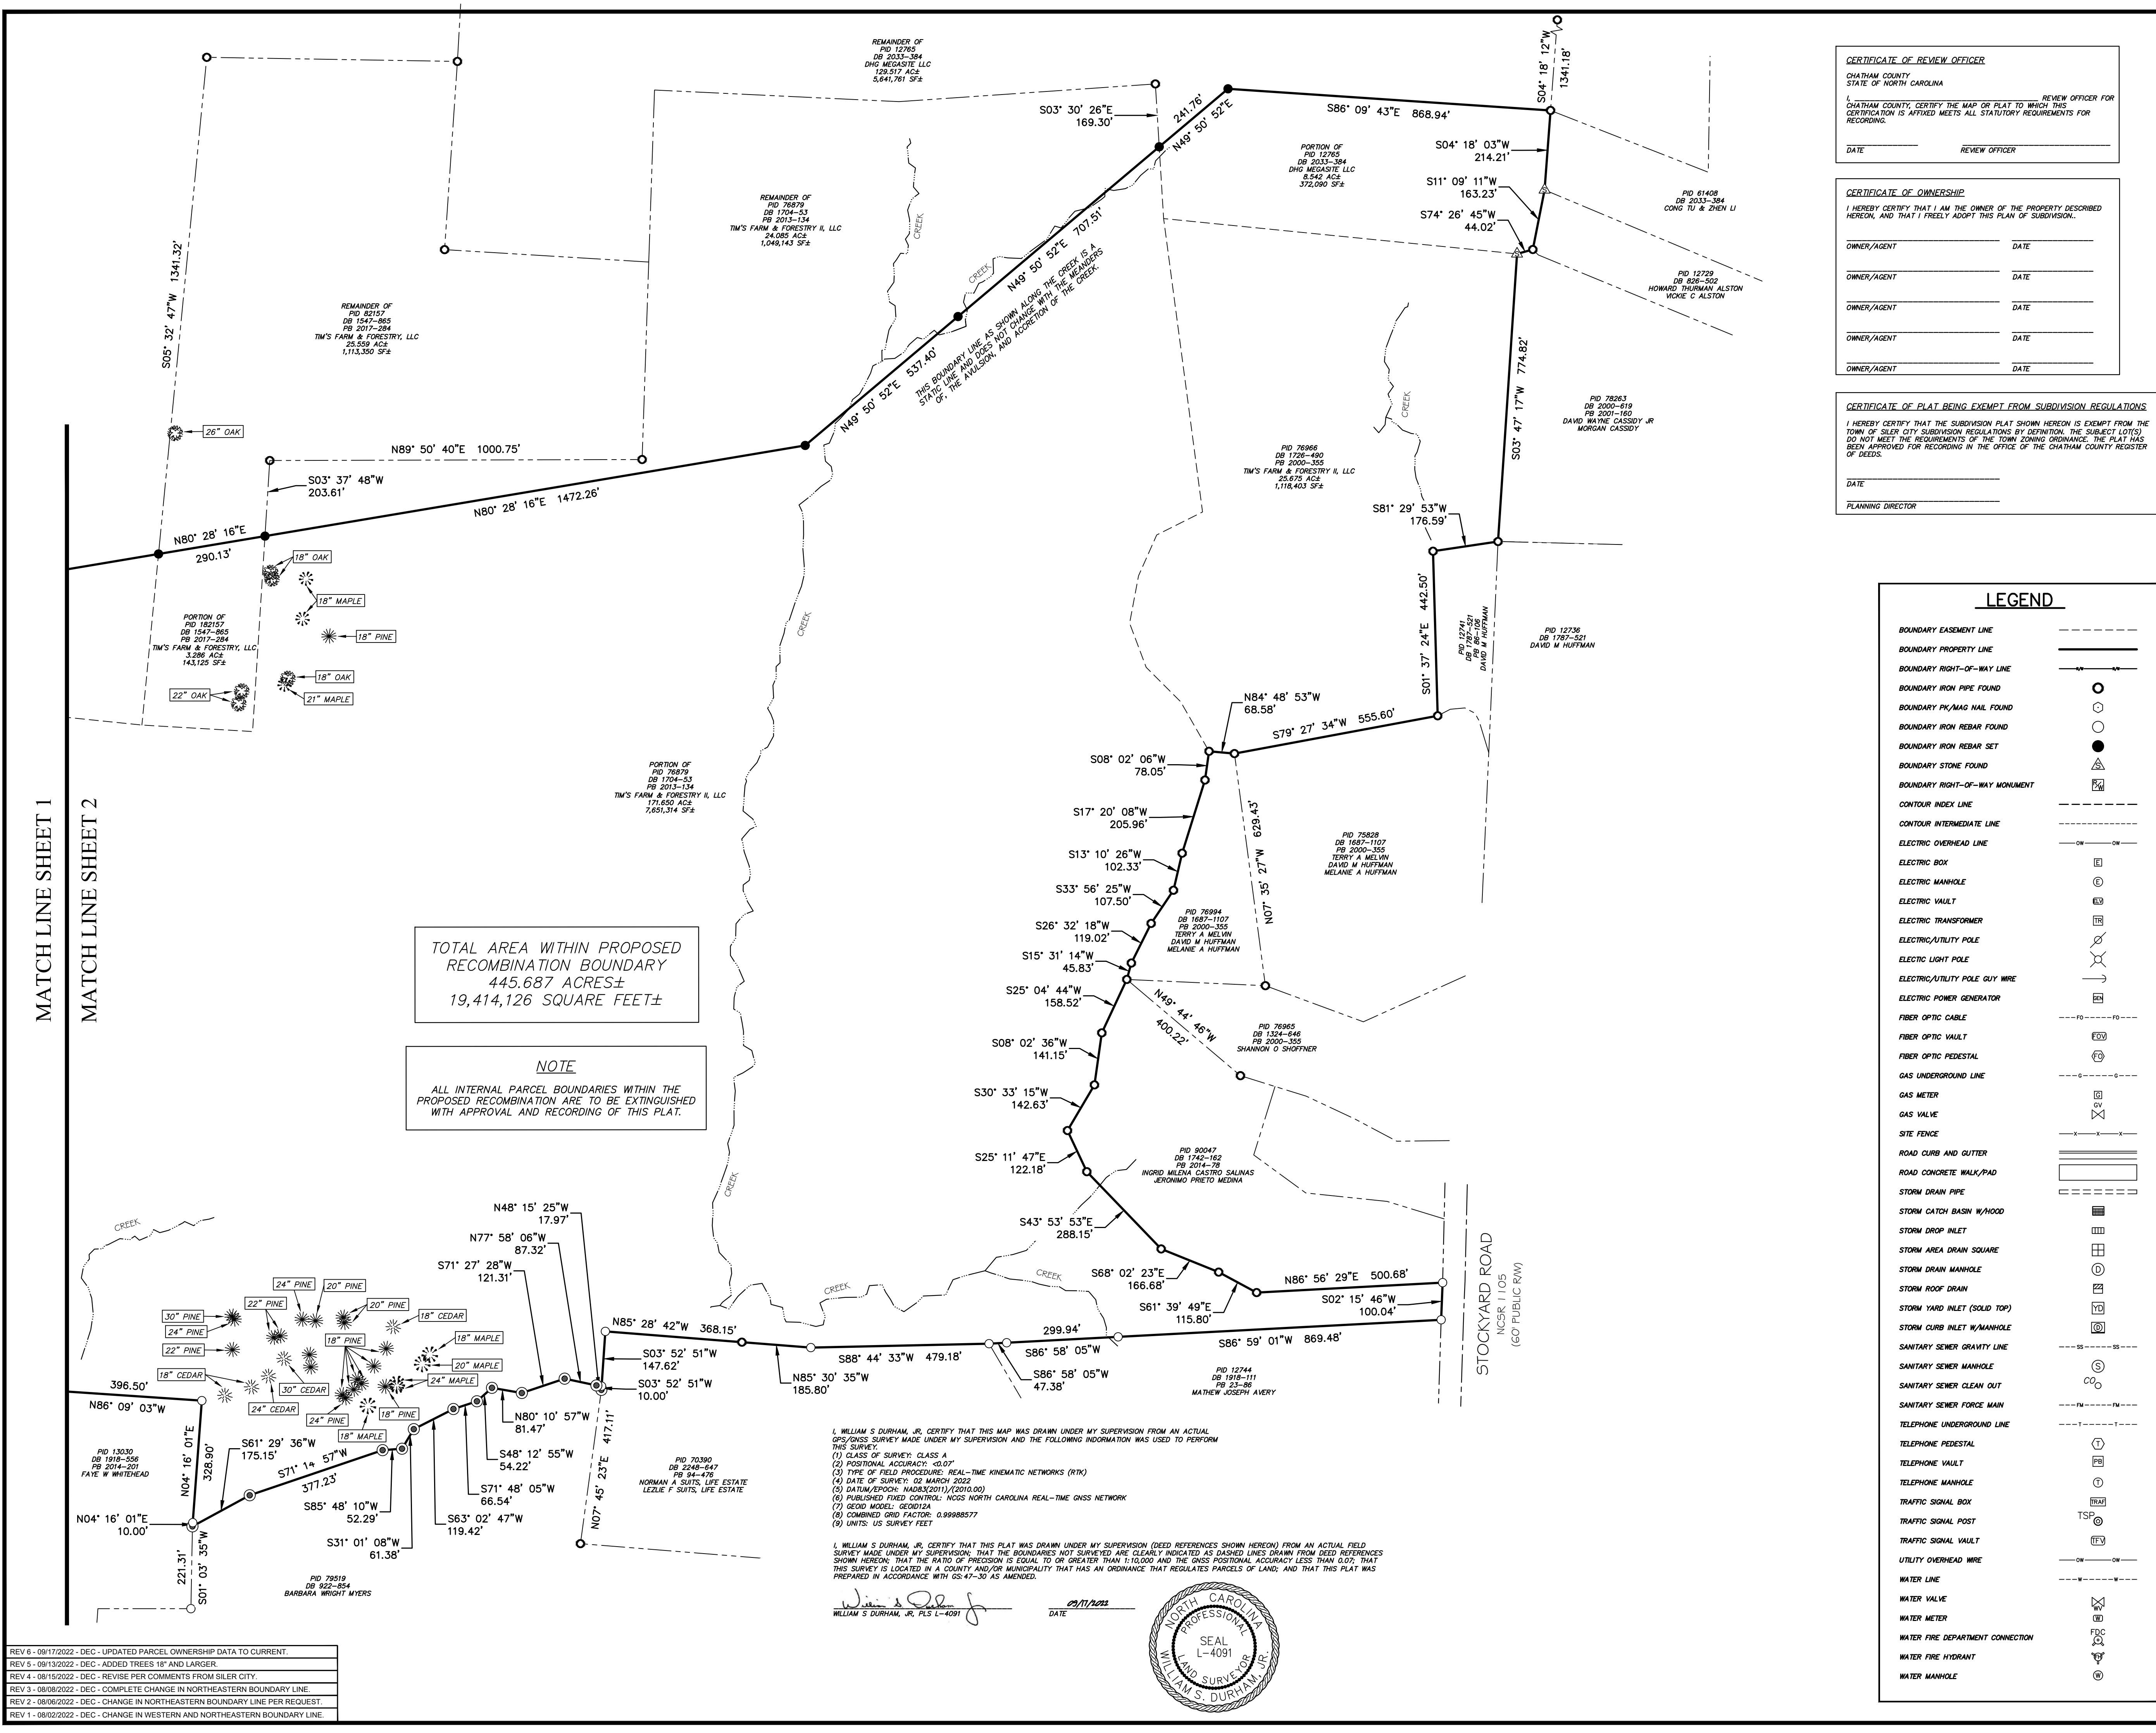 REMAINDER OF
PID 12765
DB 2033-384
DHG MEGASITE LLC
129.517 AC±
5,641,761 SF±
S04° 18' 12"W
1341.18'
S03° 30' 26"E
169.30'
241.76'
N49° 50' 52"E
S86° 09' 43"E 868.94'
PORTION OF
PID 12765
DB 2033-384
DHG MEGASITE LLC
8.542 AC±
372,090 SF±
S04° 18' 03"W
214.21'
S11° 09' 11"W
163.23'
S74° 26' 45"W
44.02'
PID 61408
DB 2033-384
CONG TU & ZHEN LI
PID 12729
DB 826-502
HOWARD THURMAN ALSTON
VICKIE C ALSTON
REMAINDER OF
PID 76879
DB 1704-53
PB 2013-134
TIM'S FARM & FORESTRY II, LLC
24.085 AC±
1,049,143 SF±
CREEK
CREEK
N49° 50' 52"E 707.51'
THIS BOUNDARY LINE AS SHOWN ALONG THE CREEK IS A
STATIC LINE AND DOES NOT CHANGE WITH THE MEANDERS
OF, THE AVULSION, AND ACCRETION OF THE CREEK.
N49° 50' 52"E 537.40'
S05° 32' 47"W 1341.32'
REMAINDER OF
PID 82157
DB 1547-865
PB 2017-284
TIM'S FARM & FORESTRY, LLC
25.559 AC±
1,113,350 SF±
26" OAK
N89° 50' 40"E 1000.75'
S03° 37' 48"W
203.61'
N80° 28' 16"E 1472.26'
N80° 28' 16"E
290.13'
18" OAK
18" MAPLE
18" PINE
18" OAK
21" MAPLE
22" OAK
PORTION OF
PID 182157
DB 1547-865
PB 2017-284
TIM'S FARM & FORESTRY, LLC
3.286 AC±
143,125 SF±
CREEK
S03° 47' 17"W 774.82'
PID 78263
DB 2000-619
PB 2001-160
DAVID WAYNE CASSIDY JR
MORGAN CASSIDY
PID 76966
DB 1726-490
PB 2000-355
TIM'S FARM & FORESTRY II, LLC
25.675 AC±
1,118,403 SF±
S81° 29' 53"W
176.59'
S01° 37' 24"E 442.50'
PID 12741
DB 1787-521
PB 86-106
DAVID M HUFFMAN
PID 12736
DB 1787-521
DAVID M HUFFMAN
CREEK
N84° 48' 53"W
68.58'
S79° 27' 34"W 555.60'
S08° 02' 06"W
78.05'
S17° 20' 08"W
205.96'
S13° 10' 26"W
102.33'
S33° 56' 25"W
107.50'
S26° 32' 18"W
119.02'
S15° 31' 14"W
45.83'
S25° 04' 44"W
158.52'
S08° 02' 36"W
141.15'
S30° 33' 15"W
142.63'
S25° 11' 47"E
122.18'
S43° 53' 53"E
288.15'
S68° 02' 23"E
166.68'
S61° 39' 49"E
115.80'
N86° 56' 29"E 500.68'
S02° 15' 46"W
100.04'
N07° 35' 27"W 629.43'
PID 75828
DB 1687-1107
PB 2000-355
TERRY A MELVIN
DAVID M HUFFMAN
MELANIE A HUFFMAN
PID 76994
DB 1687-1107
PB 2000-355
TERRY A MELVIN
DAVID M HUFFMAN
MELANIE A HUFFMAN
N49° 44' 46"W
400.22'
PID 76965
DB 1324-646
PB 2000-355
SHANNON O SHOFFNER
PID 90047
DB 1742-162
PB 2014-78
INGRID MILENA CASTRO SALINAS
JERONIMO PRIETO MEDINA
PORTION OF
PID 76879
DB 1704-53
PB 2013-134
TIM'S FARM & FORESTRY II, LLC
171.650 AC±
7,651,314 SF±
MATCH LINE SHEET 1
MATCH LINE SHEET 2
TOTAL AREA WITHIN PROPOSED
RECOMBINATION BOUNDARY
445.687 ACRES±
19,414,126 SQUARE FEET±
NOTE
ALL INTERNAL PARCEL BOUNDARIES WITHIN THE
PROPOSED RECOMBINATION ARE TO BE EXTINGUISHED
WITH APPROVAL AND RECORDING OF THIS PLAT.
CREEK
CREEK
CREEK
CREEK
STOCKYARD ROAD
NCSR 1105
(60' PUBLIC R/W)
N48° 15' 25"W
17.97'
N77° 58' 06"W
87.32'
S71° 27' 28"W
121.31'
N85° 28' 42"W 368.15'
S03° 52' 51"W
147.62'
S03° 52' 51"W
10.00'
N85° 30' 35"W
185.80'
S88° 44' 33"W 479.18'
299.94'
S86° 58' 05"W
S86° 58' 05"W
47.38'
S86° 59' 01"W 869.48'
PID 12744
DB 1918-111
PB 23-86
MATHEW JOSEPH AVERY
24" PINE
20" PINE
22" PINE
20" PINE
30" PINE
24" PINE
22" PINE
18" CEDAR
18" PINE
18" MAPLE
20" MAPLE
24" MAPLE
18" CEDAR
30" CEDAR
24" CEDAR
24" PINE
18" PINE
18" MAPLE
396.50'
N86° 09' 03"W
N04° 16' 01"E
328.90'
PID 13030
DB 1918-556
PB 2014-201
FAYE W WHITEHEAD
S61° 29' 36"W
175.15'
S71° 14' 57"W
377.23'
N04° 16' 01"E
10.00'
221.31'
S01° 03' 35"W
S85° 48' 10"W
52.29'
S31° 01' 08"W
61.38'
S63° 02' 47"W
119.42'
S71° 48' 05"W
66.54'
S48° 12' 55"W
54.22'
N80° 10' 57"W
81.47'
N07° 45' 23"E 417.11'
PID 70390
DB 2248-647
PB 94-476
NORMAN A SUITS, LIFE ESTATE
LEZLIE F SUITS, LIFE ESTATE
PID 79519
DB 922-854
BARBARA WRIGHT MYERS
I, WILLIAM S DURHAM, JR, CERTIFY THAT THIS MAP WAS DRAWN UNDER MY SUPERVISION FROM AN ACTUAL
GPS/GNSS SURVEY MADE UNDER MY SUPERVISION AND THE FOLLOWING INDORMATION WAS USED TO PERFORM
THIS SURVEY.
(1) CLASS OF SURVEY: CLASS A
(2) POSITIONAL ACCURACY: <0.07'
(3) TYPE OF FIELD PROCEDURE: REAL-TIME KINEMATIC NETWORKS (RTK)
(4) DATE OF SURVEY: 02 MARCH 2022
(5) DATUM/EPOCH: NAD83(2011)/(2010.00)
(6) PUBLISHED FIXED CONTROL: NCGS NORTH CAROLINA REAL-TIME GNSS NETWORK
(7) GEOID MODEL: GEOID12A
(8) COMBINED GRID FACTOR: 0.99988577
(9) UNITS: US SURVEY FEET
I, WILLIAM S DURHAM, JR, CERTIFY THAT THIS PLAT WAS DRAWN UNDER MY SUPERVISION (DEED REFERENCES SHOWN HEREON) FROM AN ACTUAL FIELD
SURVEY MADE UNDER MY SUPERVISION; THAT THE BOUNDARIES NOT SURVEYED ARE CLEARLY INDICATED AS DASHED LINES DRAWN FROM DEED REFERENCES
SHOWN HEREON; THAT THE RATIO OF PRECISION IS EQUAL TO OR GREATER THAN 1:10,000 AND THE GNSS POSITIONAL ACCURACY LESS THAN 0.07; THAT
THIS SURVEY IS LOCATED IN A COUNTY AND/OR MUNICIPALITY THAT HAS AN ORDINANCE THAT REGULATES PARCELS OF LAND; AND THAT THIS PLAT WAS
PREPARED IN ACCORDANCE WITH GS:47-30 AS AMENDED.
William S. Durham Jr
09/17/2022
WILLIAM S DURHAM, JR, PLS L-4091
DATE
NORTH CAROLINA
PROFESSIONAL
SEAL
L-4091
LAND SURVEYOR
WILLIAM S. DURHAM, JR.
REV 6 - 09/17/2022 - DEC - UPDATED PARCEL OWNERSHIP DATA TO CURRENT.
REV 5 - 09/13/2022 - DEC - ADDED TREES 18" AND LARGER.
REV 4 - 08/15/2022 - DEC - REVISE PER COMMENTS FROM SILER CITY.
REV 3 - 08/08/2022 - DEC - COMPLETE CHANGE IN NORTHEASTERN BOUNDARY LINE.
REV 2 - 08/06/2022 - DEC - CHANGE IN NORTHEASTERN BOUNDARY LINE PER REQUEST.
REV 1 - 08/02/2022 - DEC - CHANGE IN WESTERN AND NORTHEASTERN BOUNDARY LINE.
CERTIFICATE OF REVIEW OFFICER
CHATHAM COUNTY
STATE OF NORTH CAROLINA
I, REVIEW OFFICER FOR
CHATHAM COUNTY, CERTIFY THE MAP OR PLAT TO WHICH THIS
CERTIFICATION IS AFFIXED MEETS ALL STATUTORY REQUIREMENTS FOR
RECORDING.
DATE REVIEW OFFICER
CERTIFICATE OF OWNERSHIP
I HEREBY CERTIFY THAT I AM THE OWNER OF THE PROPERTY DESCRIBED
HEREON, AND THAT I FREELY ADOPT THIS PLAN OF SUBDIVISION..
OWNER/AGENT DATE
OWNER/AGENT DATE
OWNER/AGENT DATE
OWNER/AGENT DATE
OWNER/AGENT DATE
CERTIFICATE OF PLAT BEING EXEMPT FROM SUBDIVISION REGULATIONS
I HEREBY CERTIFY THAT THE SUBDIVISION PLAT SHOWN HEREON IS EXEMPT FROM THE
TOWN OF SILER CITY SUBDIVISION REGULATIONS BY DEFINITION. THE SUBJECT LOT(S)
DO NOT MEET THE REQUIREMENTS OF THE TOWN ZONING ORDINANCE. THE PLAT HAS
BEEN APPROVED FOR RECORDING IN THE OFFICE OF THE CHATHAM COUNTY REGISTER
OF DEEDS.
DATE
PLANNING DIRECTOR
LEGEND
BOUNDARY EASEMENT LINE
BOUNDARY PROPERTY LINE
BOUNDARY RIGHT-OF-WAY LINE R/W R/W
BOUNDARY IRON PIPE FOUND
BOUNDARY PK/MAG NAIL FOUND
BOUNDARY IRON REBAR FOUND
BOUNDARY IRON REBAR SET
BOUNDARY STONE FOUND S
BOUNDARY RIGHT-OF-WAY MONUMENT R/W
CONTOUR INDEX LINE
CONTOUR INTERMEDIATE LINE
ELECTRIC OVERHEAD LINE OW OW
ELECTRIC BOX E
ELECTRIC MANHOLE E
ELECTRIC VAULT ELV
ELECTRIC TRANSFORMER TR
ELECTRIC/UTILITY POLE
ELECTIC LIGHT POLE
ELECTRIC/UTILITY POLE GUY WIRE
ELECTRIC POWER GENERATOR GEN
FIBER OPTIC CABLE FO FO
FIBER OPTIC VAULT FOV
FIBER OPTIC PEDESTAL FO
GAS UNDERGROUND LINE G G
GAS METER G
GAS VALVE GV
SITE FENCE X X X
ROAD CURB AND GUTTER
ROAD CONCRETE WALK/PAD
STORM DRAIN PIPE
STORM CATCH BASIN W/HOOD
STORM DROP INLET
STORM AREA DRAIN SQUARE
STORM DRAIN MANHOLE D
STORM ROOF DRAIN
STORM YARD INLET (SOLID TOP) YD
STORM CURB INLET W/MANHOLE D
SANITARY SEWER GRAVITY LINE SS SS
SANITARY SEWER MANHOLE S
SANITARY SEWER CLEAN OUT CO
SANITARY SEWER FORCE MAIN FM FM
TELEPHONE UNDERGROUND LINE T T
TELEPHONE PEDESTAL T
TELEPHONE VAULT PB
TELEPHONE MANHOLE T
TRAFFIC SIGNAL BOX TRAF
TRAFFIC SIGNAL POST TSP
TRAFFIC SIGNAL VAULT TFV
UTILITY OVERHEAD WIRE OW OW
WATER LINE W W
WATER VALVE WV
WATER METER W
WATER FIRE DEPARTMENT CONNECTION FDC
WATER FIRE HYDRANT FH
WATER MANHOLE W